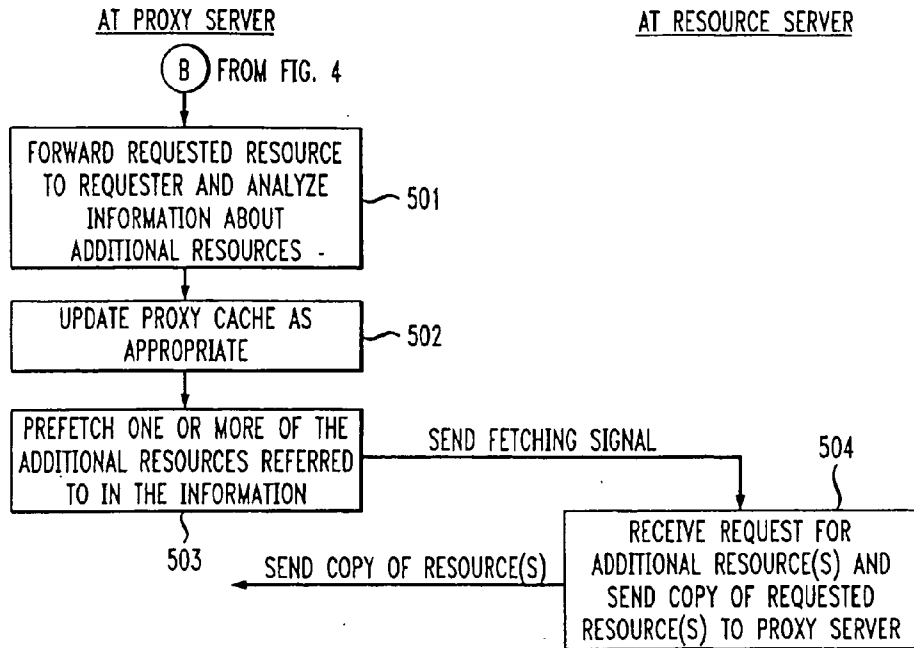 AT PROXY SERVER
AT RESOURCE SERVER
B FROM FIG. 4
FORWARD REQUESTED RESOURCE
TO REQUESTER AND ANALYZE
INFORMATION ABOUT
ADDITIONAL RESOURCES
501
UPDATE PROXY CACHE AS
APPROPRIATE
502
PREFETCH ONE OR MORE OF THE
ADDITIONAL RESOURCES REFERRED
TO IN THE INFORMATION
503
SEND FETCHING SIGNAL
504
RECEIVE REQUEST FOR
ADDITIONAL RESOURCE(S) AND
SEND COPY OF REQUESTED
RESOURCE(S) TO PROXY SERVER
SEND COPY OF RESOURCE(S)